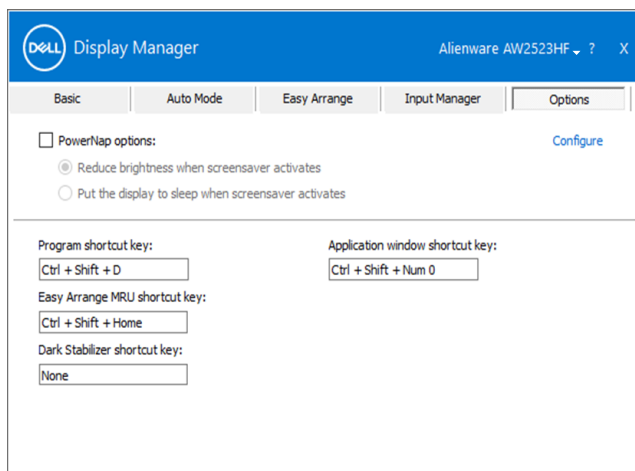 DELL Display Manager Alienware AW2523HF ? X
Basic Auto Mode Easy Arrange Input Manager Options
PowerNap options: Configure
Reduce brightness when screensaver activates
Put the display to sleep when screensaver activates
Program shortcut key: Application window shortcut key:
Ctrl + Shift + D Ctrl + Shift + Num 0
Easy Arrange MRU shortcut key:
Ctrl + Shift + Home
Dark Stabilizer shortcut key:
None